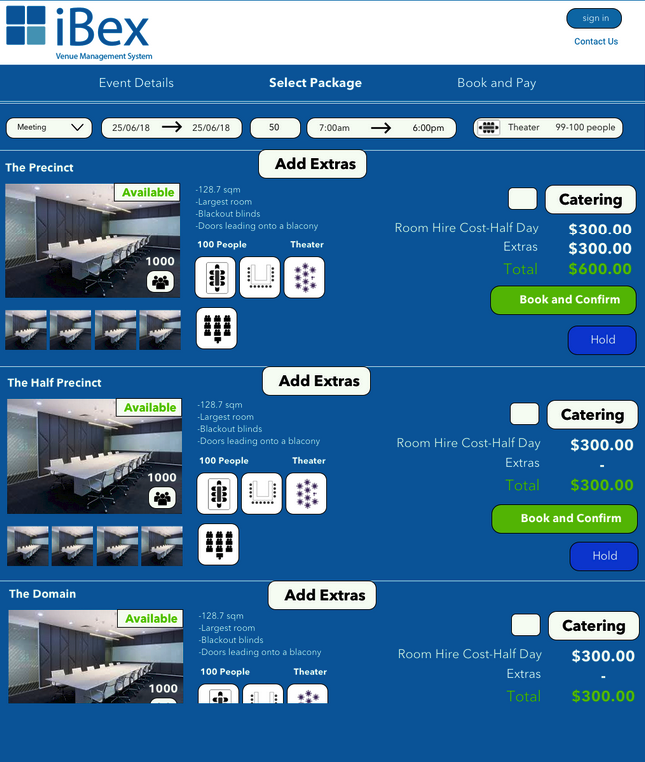 iBex
Venue Management System
sign in
Contact Us
Event Details Select Package Book and Pay
Meeting 25/06/18 25/06/18 50 7:00am 6:00pm Theater 99-100 people
The Precinct
Add Extras
Available
1000
-128.7 sqm
-Largest room
-Blackout blinds
-Doors leading onto a blacony
100 People Theater
Catering
Room Hire Cost-Half Day $300.00
Extras $300.00
Total $600.00
Book and Confirm
Hold
The Half Precinct
Add Extras
Available
1000
-128.7 sqm
-Largest room
-Blackout blinds
-Doors leading onto a blacony
100 People Theater
Catering
Room Hire Cost-Half Day $300.00
Extras -
Total $300.00
Book and Confirm
Hold
The Domain
Add Extras
Available
1000
-128.7 sqm
-Largest room
-Blackout blinds
-Doors leading onto a blacony
100 People Theater
Catering
Room Hire Cost-Half Day $300.00
Extras -
Total $300.00